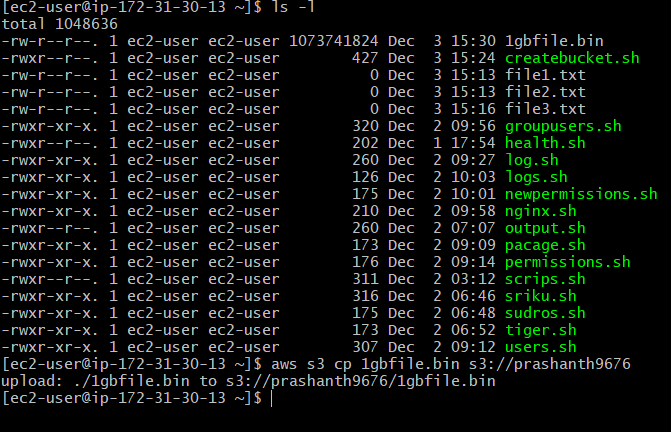 [ec2-user@ip-172-31-30-13 ~]$ ls -l
total 1048636
-rw-r--r--. 1 ec2-user ec2-user 1073741824 Dec  3 15:30 1gbfile.bin
-rwxr--r--. 1 ec2-user ec2-user        427 Dec  3 15:24 createbucket.sh
-rw-r--r--. 1 ec2-user ec2-user          0 Dec  3 15:13 file1.txt
-rw-r--r--. 1 ec2-user ec2-user          0 Dec  3 15:13 file2.txt
-rw-r--r--. 1 ec2-user ec2-user          0 Dec  3 15:16 file3.txt
-rwxr-xr-x. 1 ec2-user ec2-user        320 Dec  2 09:56 groupusers.sh
-rwxr--r--. 1 ec2-user ec2-user        202 Dec  1 17:54 health.sh
-rwxr-xr-x. 1 ec2-user ec2-user        260 Dec  2 09:27 log.sh
-rwxr-xr-x. 1 ec2-user ec2-user        126 Dec  2 10:03 logs.sh
-rwxr-xr-x. 1 ec2-user ec2-user        175 Dec  2 10:01 newpermissions.sh
-rwxr-xr-x. 1 ec2-user ec2-user        210 Dec  2 09:58 nginx.sh
-rwxr--r--. 1 ec2-user ec2-user        260 Dec  2 07:07 output.sh
-rwxr-xr-x. 1 ec2-user ec2-user        173 Dec  2 09:09 pacage.sh
-rwxr-xr-x. 1 ec2-user ec2-user        176 Dec  2 09:14 permissions.sh
-rwxr-xr-x. 1 ec2-user ec2-user        311 Dec  2 03:12 scrips.sh
-rwxr-xr-x. 1 ec2-user ec2-user        316 Dec  2 06:46 sriku.sh
-rwxr-xr-x. 1 ec2-user ec2-user        175 Dec  2 06:48 sudros.sh
-rwxr-xr-x. 1 ec2-user ec2-user        173 Dec  2 06:52 tiger.sh
-rwxr-xr-x. 1 ec2-user ec2-user        307 Dec  2 09:12 users.sh
[ec2-user@ip-172-31-30-13 ~]$ aws s3 cp 1gbfile.bin s3://prashanth9676
upload: ./1gbfile.bin to s3://prashanth9676/1gbfile.bin
[ec2-user@ip-172-31-30-13 ~]$